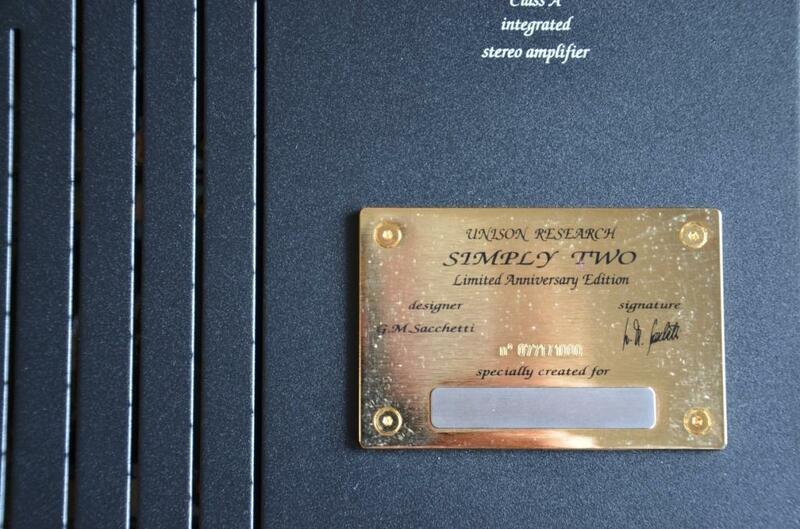 Class A
integrated
stereo amplifier
UNISON RESEARCH
SIMPLY TWO
Limited Anniversary Edition
designer signature
G.M.Sacchetti
n°
specially created for